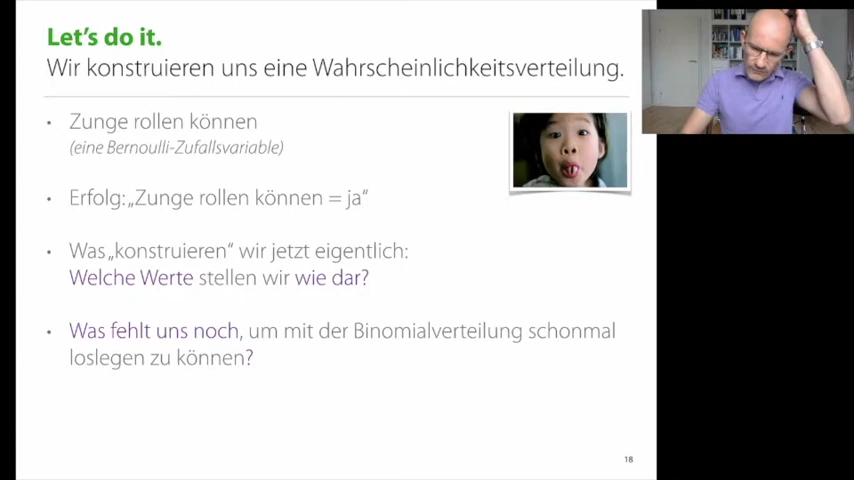 Let's do it.
Wir konstruieren uns eine Wahrscheinlichkeitsverteilung.
• Zunge rollen können
(eine Bernoulli-Zufallsvariable)
• Erfolg: „Zunge rollen können = ja“
• Was „konstruieren“ wir jetzt eigentlich:
Welche Werte stellen wir wie dar?
• Was fehlt uns noch, um mit der Binomialverteilung schonmal
loslegen zu können?
18